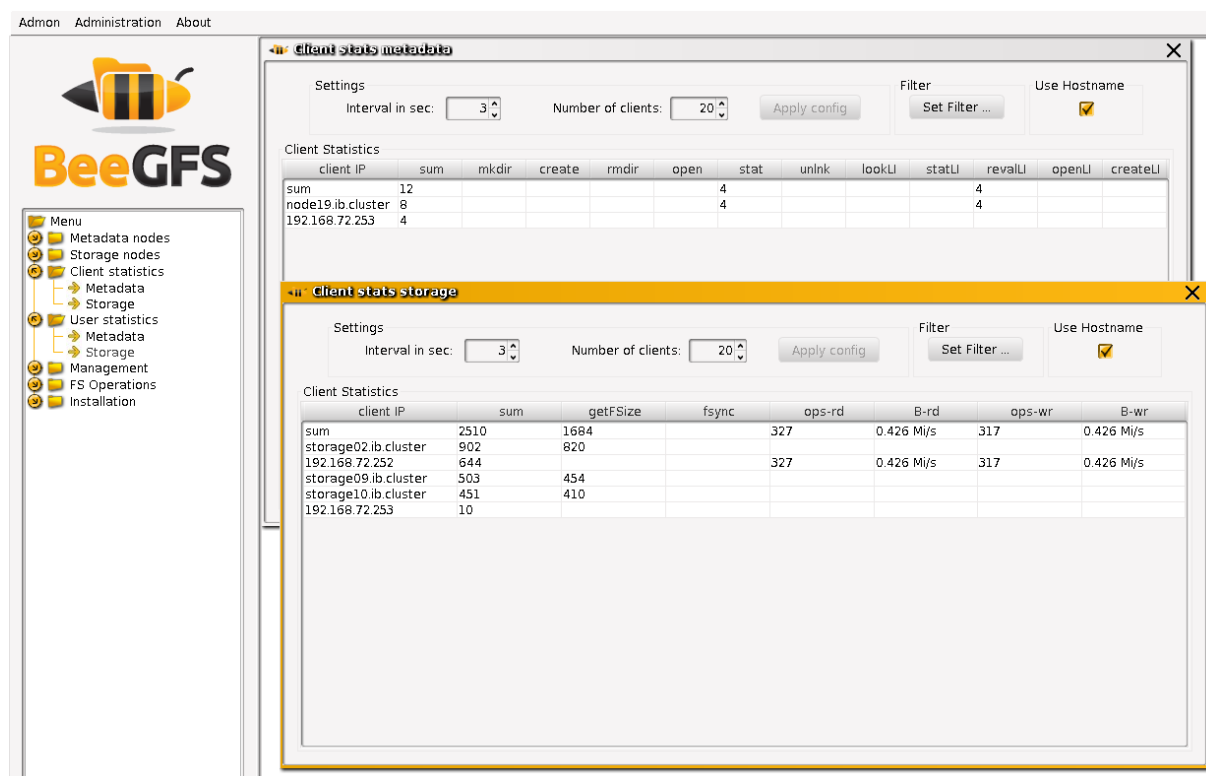 Admon Administration About
BeeGFS
Menu
Metadata nodes
Storage nodes
Client statistics
Metadata
Storage
User statistics
Metadata
Storage
Management
FS Operations
Installation
Client stats metadata
Settings Filter Use Hostname
Interval in sec: 3 Number of clients: 20 Apply config Set Filter ...
Client Statistics
client IP sum mkdir create rmdir open stat unlnk lookLI statLI revalLI openLI createLI
sum 12 4 4
node19.ib.cluster 8 4 4
192.168.72.253 4
Client stats storage
Settings Filter Use Hostname
Interval in sec: 3 Number of clients: 20 Apply config Set Filter ...
Client Statistics
client IP sum getFSize fsync ops-rd B-rd ops-wr B-wr
sum 2510 1684 327 0.426 Mi/s 317 0.426 Mi/s
storage02.ib.cluster 902 820
192.168.72.252 644 327 0.426 Mi/s 317 0.426 Mi/s
storage09.ib.cluster 503 454
storage10.ib.cluster 451 410
192.168.72.253 10